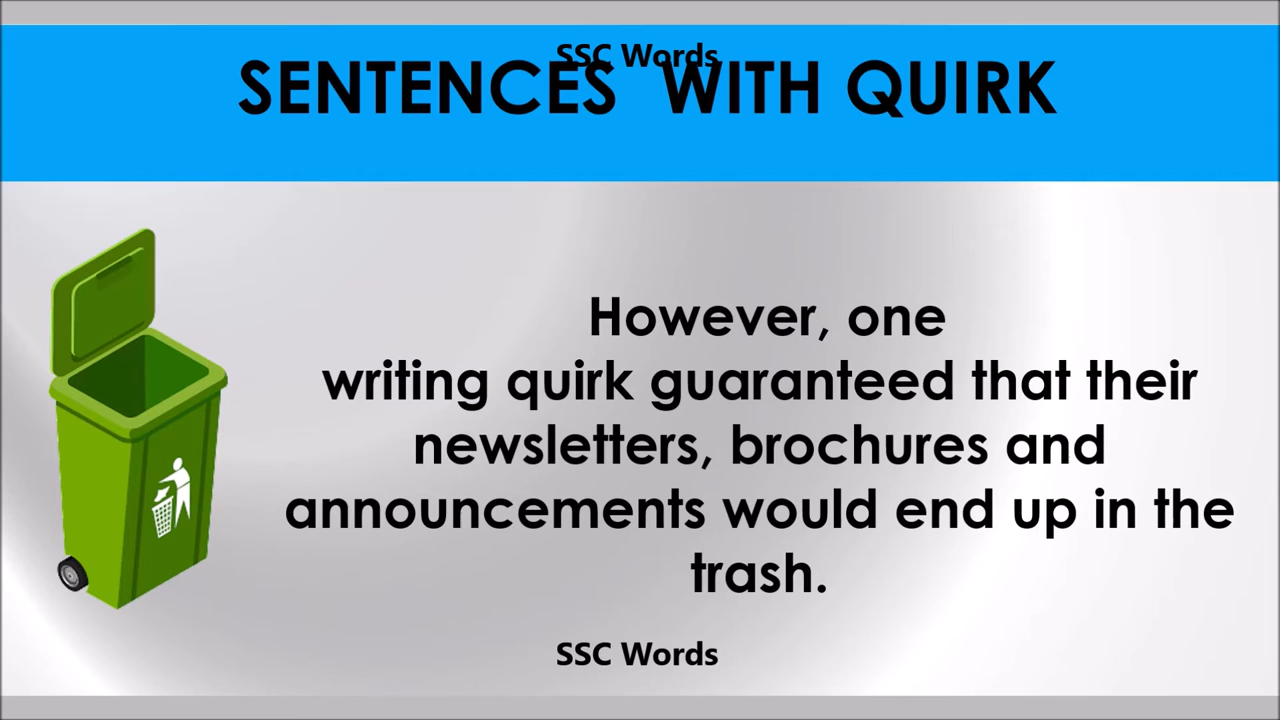 SSC Words
SENTENCES WITH QUIRK
However, one
writing quirk guaranteed that their
newsletters, brochures and
announcements would end up in the
trash.
SSC Words